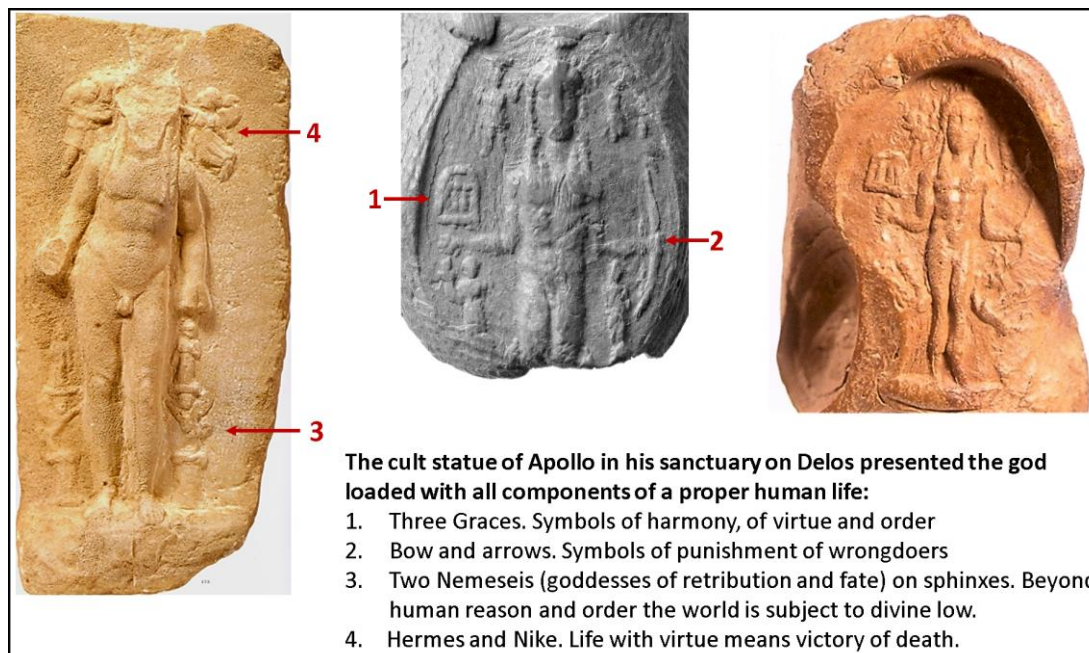 4
1
2
3
The cult statue of Apollo in his sanctuary on Delos presented the god
loaded with all components of a proper human life:
1. Three Graces. Symbols of harmony, of virtue and order
2. Bow and arrows. Symbols of punishment of wrongdoers
3. Two Nemeseis (goddesses of retribution and fate) on sphinxes. Beyond
human reason and order the world is subject to divine low.
4. Hermes and Nike. Life with virtue means victory of death.